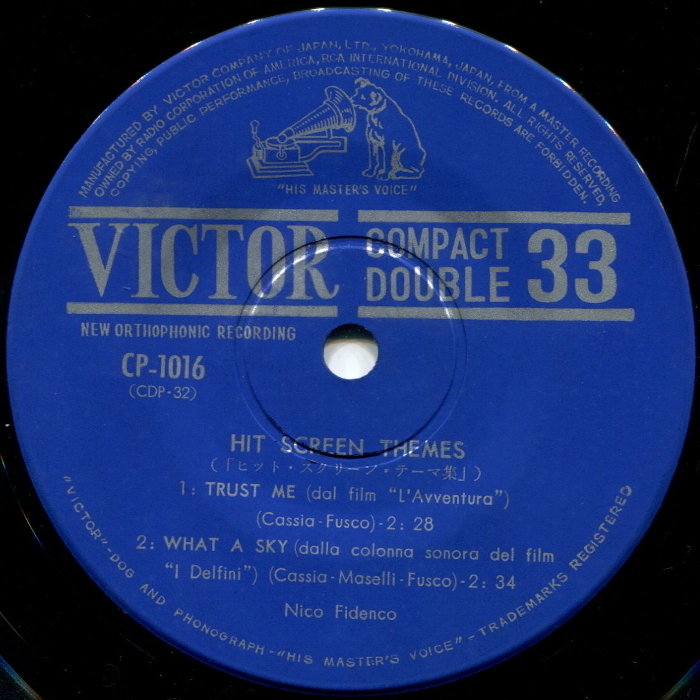 MANUFACTURED BY VICTOR COMPANY OF JAPAN, LTD., YOKOHAMA, JAPAN, FROM A MASTER RECORDING
OWNED BY RADIO CORPORATION OF AMERICA, RCA INTERNATIONAL DIVISION. ALL RIGHTS RESERVED,
COPYING, PUBLIC PERFORMANCE, BROADCASTING OF THESE RECORDS ARE FORBIDDEN.
"HIS MASTER'S VOICE"
VICTOR COMPACT DOUBLE 33
NEW ORTHOPHONIC RECORDING
CP-1016
(CDP-32)
HIT SCREEN THEMES
(「ヒット・スクリーン・テーマ集」)
1: TRUST ME (dal film "L'Avventura")
(Cassia-Fusco)-2: 28
2: WHAT A SKY (dalla colonna sonora del film
"I Delfini") (Cassia-Maselli-Fusco)-2: 34
Nico Fidenco
"VICTOR"-DOG AND PHONOGRAPH-"HIS MASTER'S VOICE"-TRADEMARKS REGISTERED